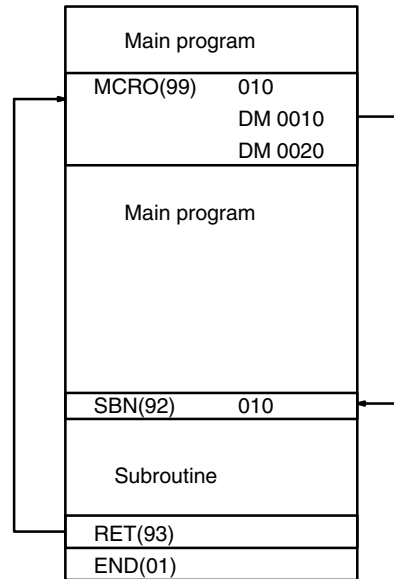 Main program
MCRO(99) 010
DM 0010
DM 0020
Main program
SBN(92) 010
Subroutine
RET(93)
END(01)